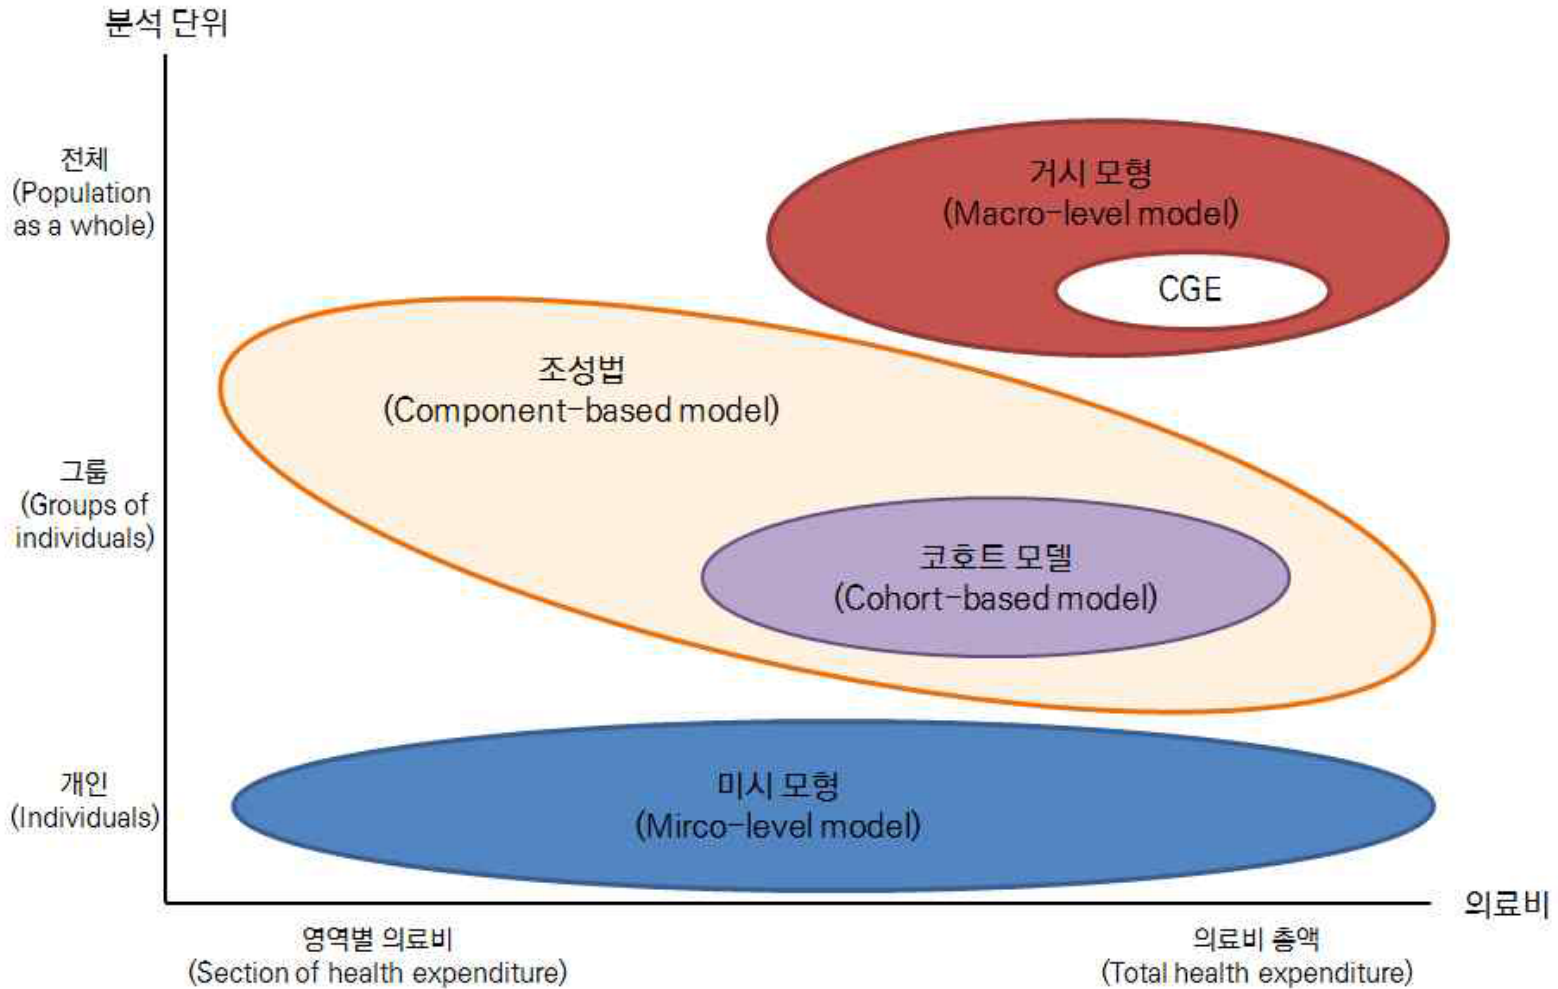 분석 단위
전체
(Population
as a whole)
거시 모형
(Macro-level model)
CGE
조성법
(Component-based model)
그룹
(Groups of
individuals)
코호트 모델
(Cohort-based model)
개인
(Individuals)
미시 모형
(Mirco-level model)
의료비
영역별 의료비
(Section of health expenditure)
의료비 총액
(Total health expenditure)